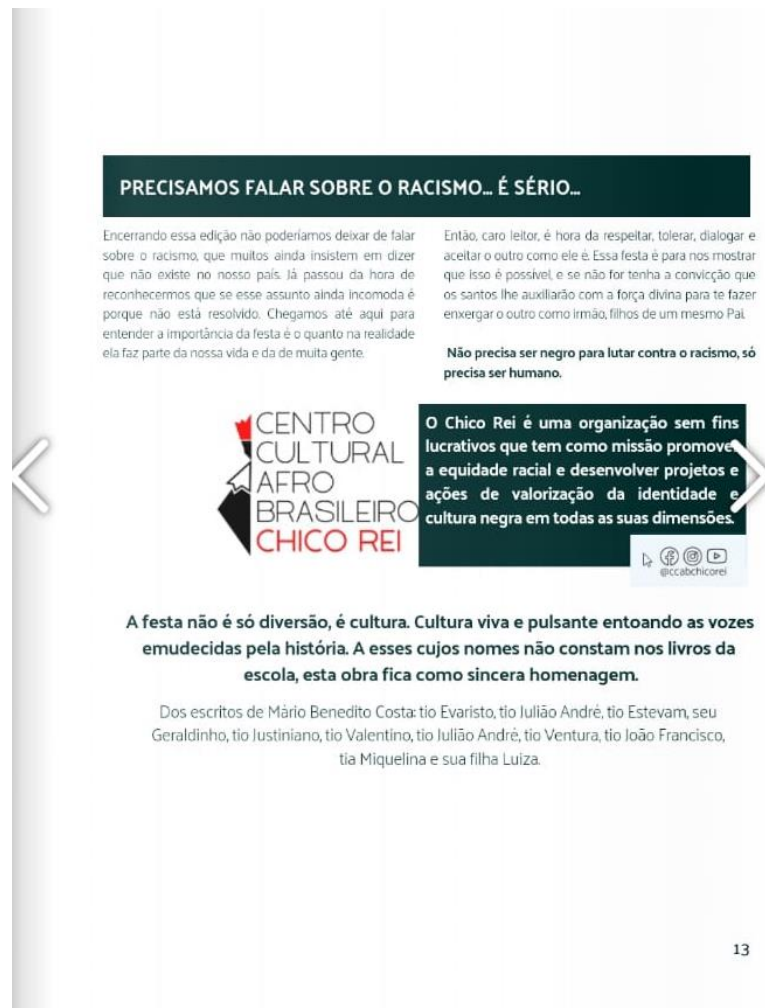 PRECISAMOS FALAR SOBRE O RACISMO... É SÉRIO...
Encerrando essa edição não poderíamos deixar de falar
sobre o racismo, que muitos ainda insistem em dizer
que não existe no nosso país. Já passou da hora de
reconhecermos que se esse assunto ainda incomoda é
porque não está resolvido. Chegamos até aqui para
entender a importância da festa é o quanto na realidade
ela faz parte da nossa vida e da de muita gente.
Então, caro leitor, é hora da respeitar, tolerar, dialogar e
aceitar o outro como ele é. Essa festa é para nos mostrar
que isso é possível, e se não for tenha a convicção que
os santos lhe auxiliarão com a força divina para te fazer
enxergar o outro como irmão, filhos de um mesmo Pai.
Não precisa ser negro para lutar contra o racismo, só
precisa ser humano.
CENTRO
CULTURAL
AFRO
BRASILEIRO
CHICO REI
O Chico Rei é uma organização sem fins
lucrativos que tem como missão promover
a equidade racial e desenvolver projetos e
ações de valorização da identidade e
cultura negra em todas as suas dimensões.
@ccabchicorei
A festa não é só diversão, é cultura. Cultura viva e pulsante entoando as vozes
emudecidas pela história. A esses cujos nomes não constam nos livros da
escola, esta obra fica como sincera homenagem.
Dos escritos de Mário Benedito Costa: tio Evaristo, tio Julião André, tio Estevam, seu
Geraldinho, tio Justiniano, tio Valentino, tio Julião André, tio Ventura, tio João Francisco,
tia Miquelina e sua filha Luiza.
13